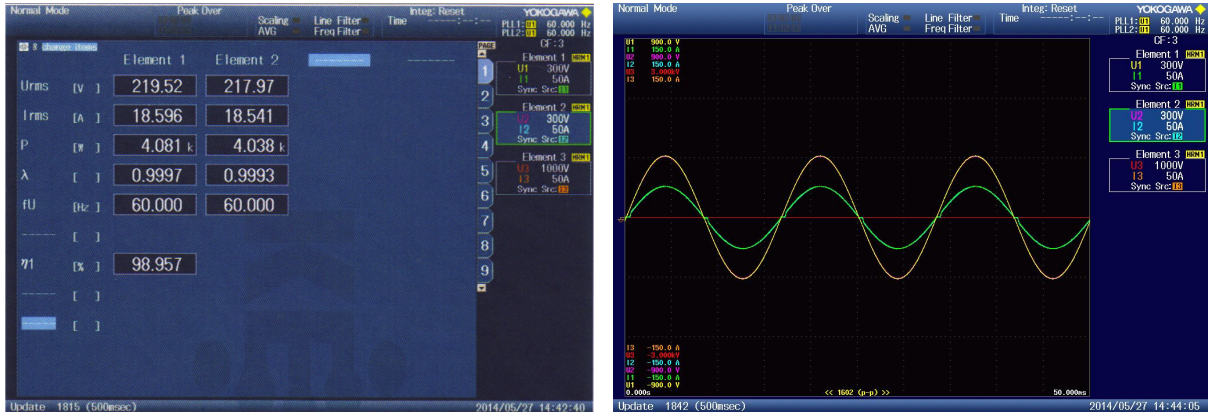 Normal Mode Peak Over Scaling AVG Line Filter Freq Filter Integ: Reset Time -----:--:-- YOKOGAWA
PLL1: U1 60.000 Hz
PLL2: U1 60.000 Hz
8 change items
PAGE
CF:3
Element 1 Element 2
Urms [V ] 219.52 217.97
Irms [A ] 18.596 18.541
P [W ] 4.081 k 4.038 k
λ [ ] 0.9997 0.9993
fU [Hz ] 60.000 60.000
------ [ ]
η1 [% ] 98.957
------ [ ]
------ [ ]
1
2
3
4
5
6
7
8
9
Element 1 HRM1
U1 300V
I1 50A
Sync Src: I1
Element 2 HRM1
U2 300V
I2 50A
Sync Src: I2
Element 3 HRM1
U3 1000V
I3 50A
Sync Src: I3
Update 1815 (500msec) 2014/05/27 14:42:40
Normal Mode Peak Over Scaling AVG Line Filter Freq Filter Integ: Reset Time -----:--:-- YOKOGAWA
PLL1: U1 60.000 Hz
PLL2: U1 60.000 Hz
U1 900.0 V
I1 150.0 A
U2 900.0 V
I2 150.0 A
U3 3.000kV
I3 150.0 A
CF:3
Element 1 HRM1
U1 300V
I1 50A
Sync Src: I1
Element 2 HRM1
U2 300V
I2 50A
Sync Src: I2
Element 3 HRM1
U3 1000V
I3 50A
Sync Src: I3
I3 -150.0 A
U3 -3.000kV
I2 -150.0 A
U2 -900.0 V
I1 -150.0 A
U1 -900.0 V
0.000s << 1602 (p-p) >> 50.000ms
Update 1842 (500msec) 2014/05/27 14:44:05